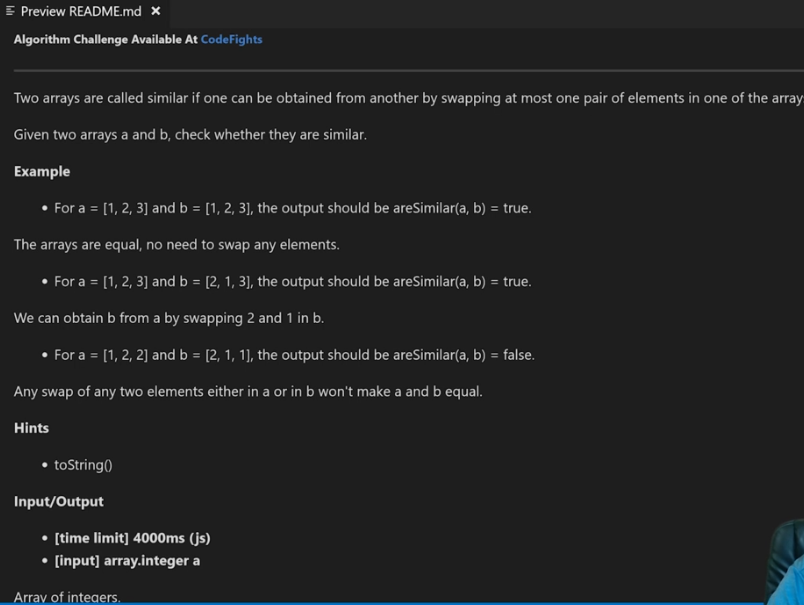 Preview README.md
Algorithm Challenge Available At CodeFights
Two arrays are called similar if one can be obtained from another by swapping at most one pair of elements in one of the array
Given two arrays a and b, check whether they are similar.
Example
• For a = [1, 2, 3] and b = [1, 2, 3], the output should be areSimilar(a, b) = true.
The arrays are equal, no need to swap any elements.
• For a = [1, 2, 3] and b = [2, 1, 3], the output should be areSimilar(a, b) = true.
We can obtain b from a by swapping 2 and 1 in b.
• For a = [1, 2, 2] and b = [2, 1, 1], the output should be areSimilar(a, b) = false.
Any swap of any two elements either in a or in b won't make a and b equal.
Hints
• toString()
Input/Output
• [time limit] 4000ms (js)
• [input] array.integer a
Array of integers.